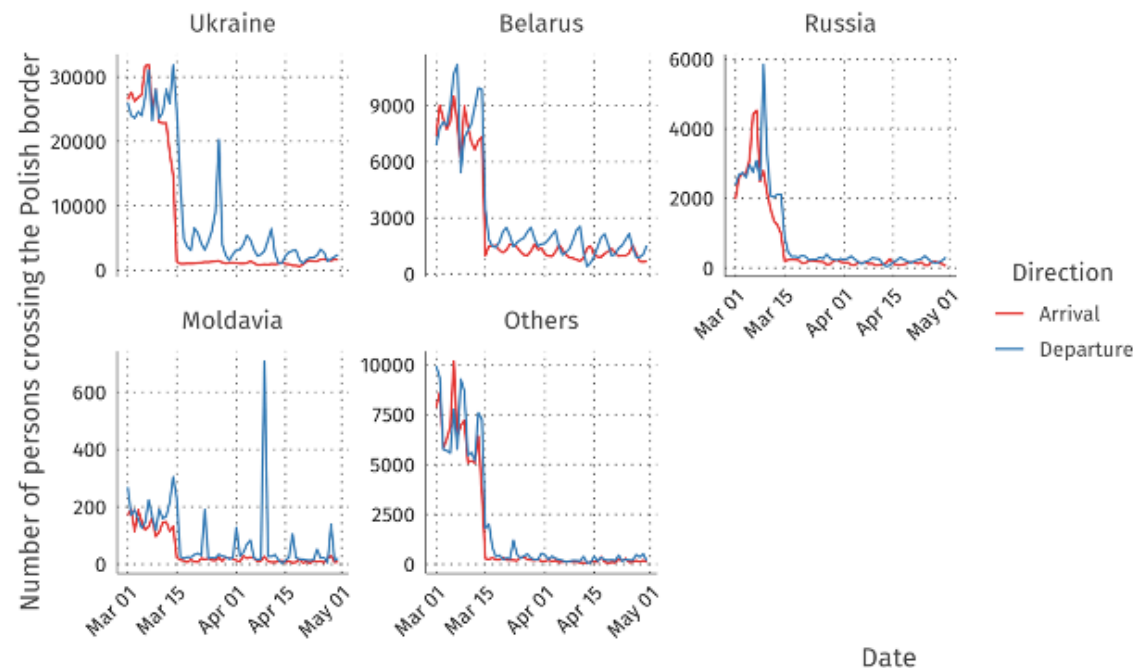 Ukraine
Belarus
Russia
Number of persons crossing the Polish border
30000
20000
10000
0
9000
6000
3000
0
6000
4000
2000
0
Mar 01
Mar 15
Apr 01
Apr 15
May 01
Direction
Arrival
Departure
Moldavia
Others
600
400
200
0
Mar 01
Mar 15
Apr 01
Apr 15
May 01
10000
7500
5000
2500
0
Mar 01
Mar 15
Apr 01
Apr 15
May 01
Date